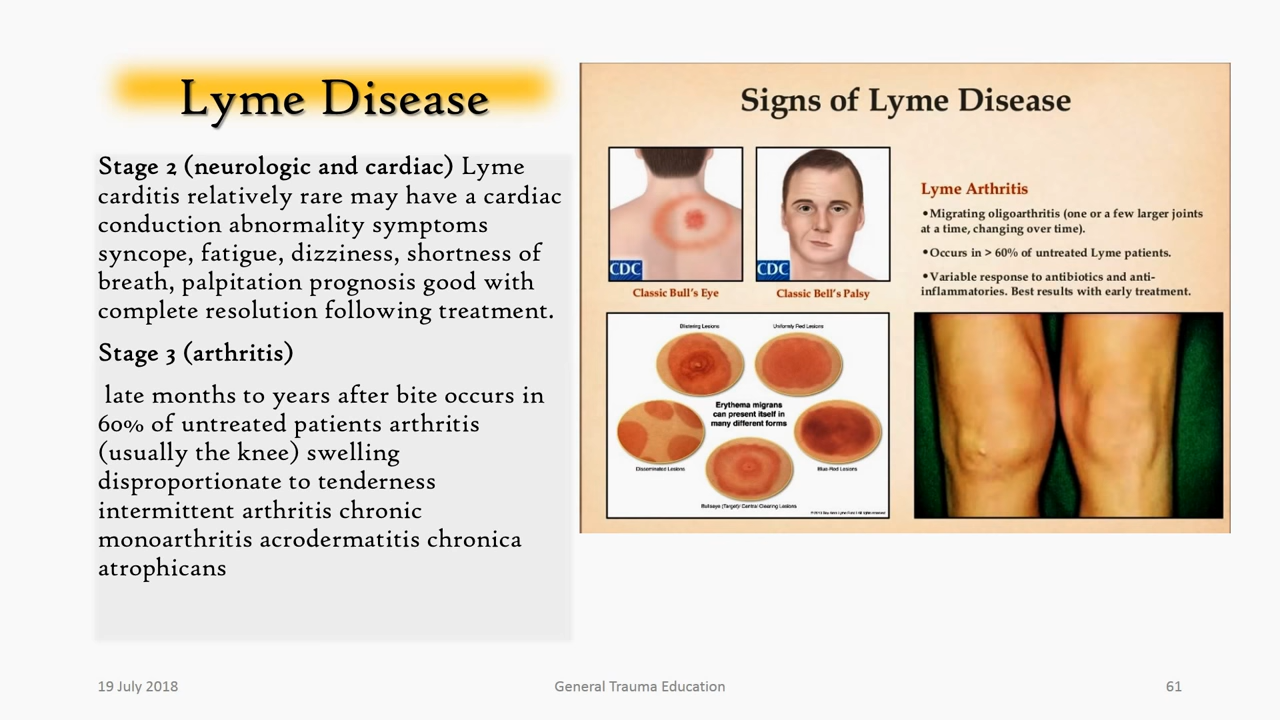 Lyme Disease
Stage 2 (neurologic and cardiac) Lyme
carditis relatively rare may have a cardiac
conduction abnormality symptoms
syncope, fatigue, dizziness, shortness of
breath, palpitation prognosis good with
complete resolution following treatment.
Stage 3 (arthritis)
late months to years after bite occurs in
60% of untreated patients arthritis
(usually the knee) swelling
disproportionate to tenderness
intermittent arthritis chronic
monoarthritis acrodermatitis chronica
atrophicans
Signs of Lyme Disease
CDC
Classic Bull's Eye
CDC
Classic Bell's Palsy
Lyme Arthritis
•Migrating oligoarthritis (one or a few larger joints
at a time, changing over time).
•Occurs in > 60% of untreated Lyme patients.
•Variable response to antibiotics and anti-
inflammatories. Best results with early treatment.
Blistering Lesions
Uniformly Red Lesions
Erythema migrans
can present itself in
many different forms
Disseminated Lesions
Blue Red Lesions
Bullseye (Target)/ Central Clearing Lesions
19 July 2018
General Trauma Education
61